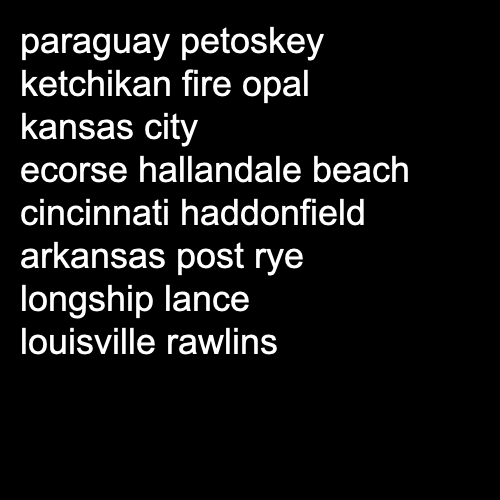 paraguay petoskey
ketchikan fire opal
kansas city
ecorse hallandale beach
cincinnati haddonfield
arkansas post rye
longship lance
louisville rawlins